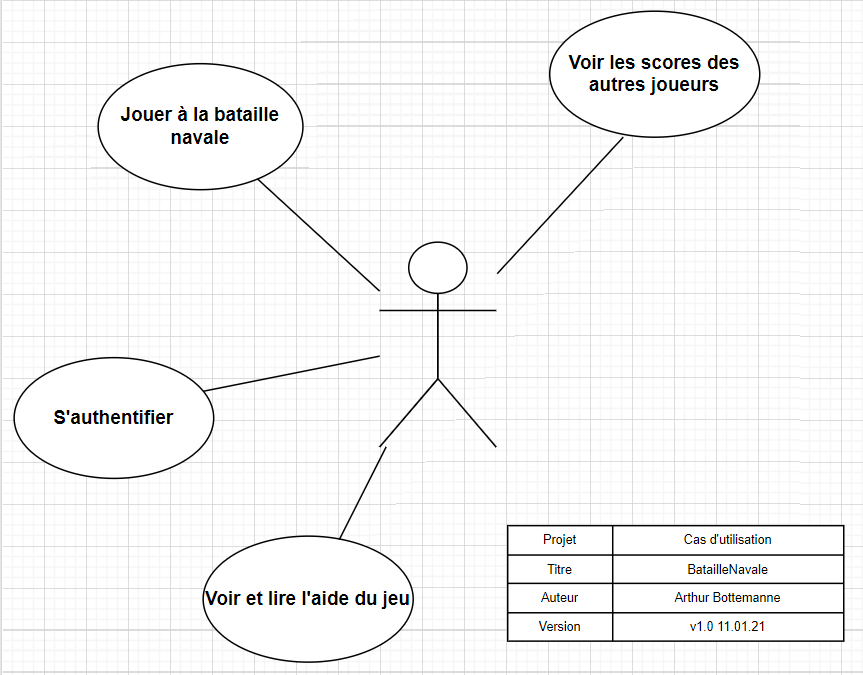 Voir les scores des
autres joueurs
Jouer à la bataille
navale
S'authentifier
Voir et lire l'aide du jeu
Projet Cas d'utilisation
Titre BatailleNavale
Auteur Arthur Bottemanne
Version v1.0 11.01.21